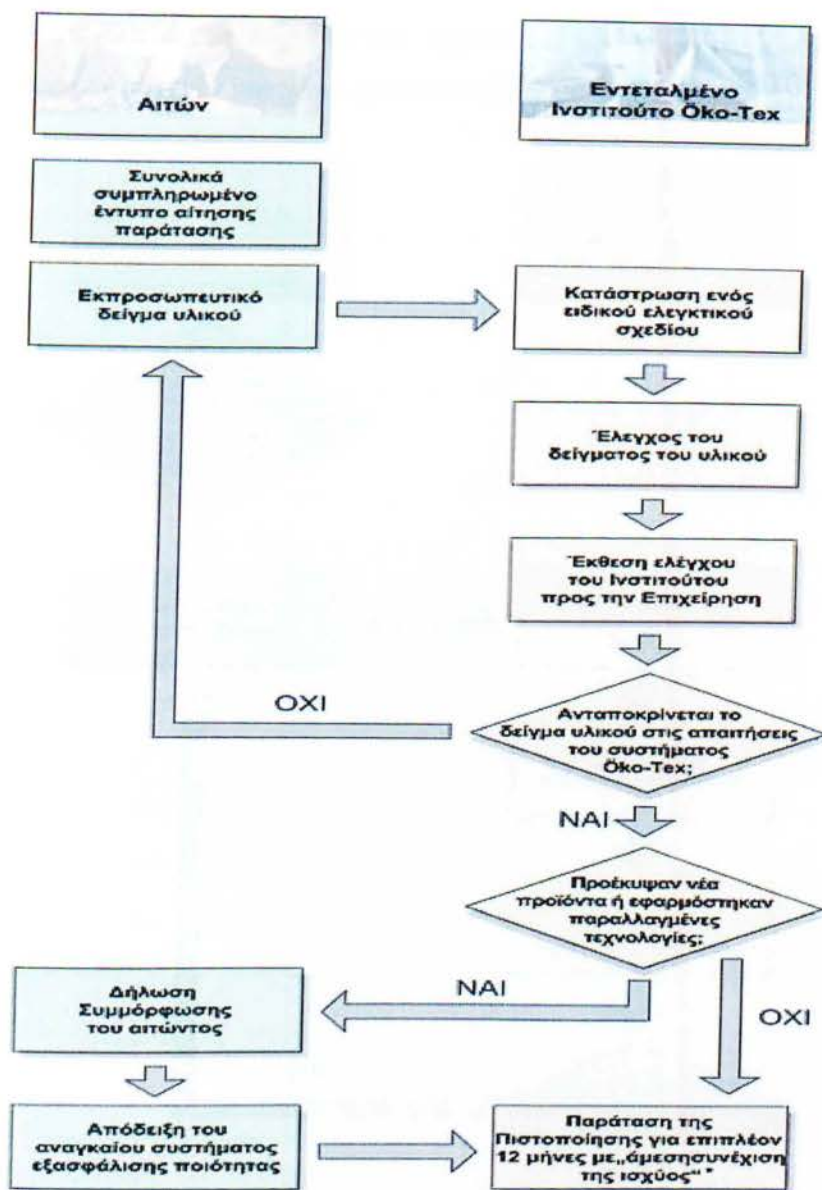 Αιτών
Εντεταλμένο
Ινστιτούτο Öko-Tex
Συνολικά
συμπληρωμένο
έντυπο αίτησης
παράτασης
Εκπροσωπευτικό
δείγμα υλικού
Κατάστρωση ενός
ειδικού ελεγκτικού
σχεδίου
Έλεγχος του
δείγματος του υλικού
Έκθεση ελέγχου
του Ινστιτούτου
προς την Επιχείρηση
ΟΧΙ
Ανταποκρίνεται το
δείγμα υλικού στις απαιτήσεις
του συστήματος
Öko-Tex;
ΝΑΙ
Προέκυψαν νέα
προϊόντα ή εφαρμόστηκαν
παραλλαγμένες
τεχνολογίες;
ΝΑΙ
ΟΧΙ
Δήλωση
Συμμόρφωσης
του αιτώντος
Απόδειξη του
αναγκαίου συστήματος
εξασφάλισης ποιότητας
Παράταση της
Πιστοποίησης για επιπλέον
12 μήνες με„άμεσησυνέχιση
της ισχύος“ *